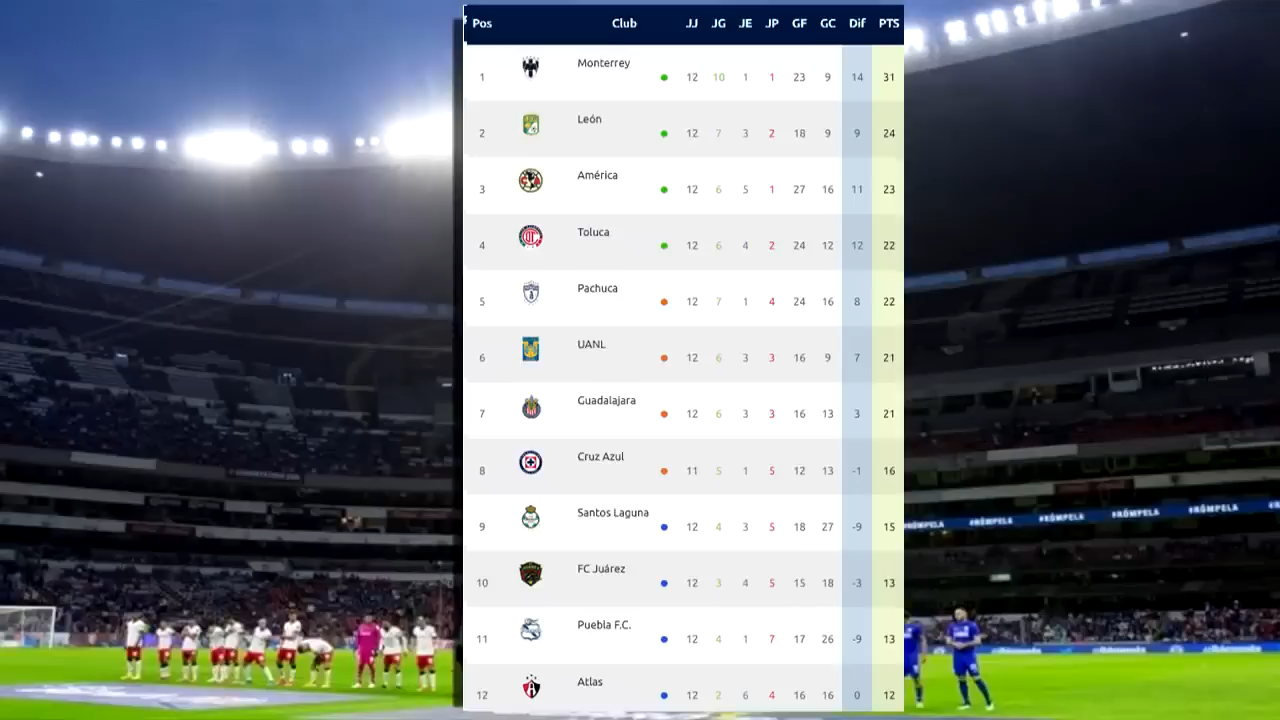 Pos Club JJ JG JE JP GF GC Dif PTS
1 Monterrey 12 10 1 1 23 9 14 31
2 León 12 7 3 2 18 9 9 24
3 América 12 6 5 1 27 16 11 23
4 Toluca 12 6 4 2 24 12 12 22
5 Pachuca 12 7 1 4 24 16 8 22
6 UANL 12 6 3 3 16 9 7 21
7 Guadalajara 12 6 3 3 16 13 3 21
8 Cruz Azul 11 5 1 5 12 13 -1 16
9 Santos Laguna 12 4 3 5 18 27 -9 15
10 FC Juárez 12 3 4 5 15 18 -3 13
11 Puebla F.C. 12 4 1 7 17 26 -9 13
12 Atlas 12 2 6 4 16 16 0 12
#RÓMPELA #RÓMPELA #RÓMPELA #RÓMPELA